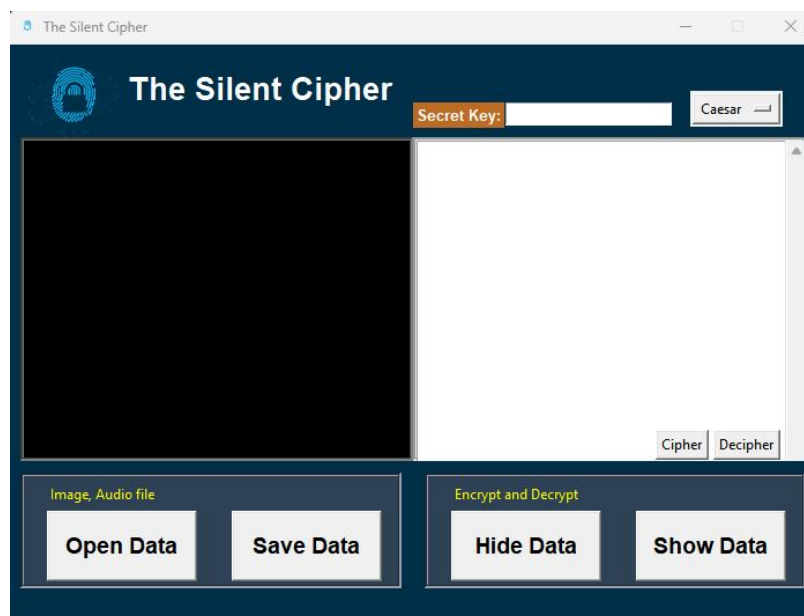 The Silent Cipher
The Silent Cipher
Secret Key:
Caesar
Cipher Decipher
Image, Audio file
Open Data Save Data
Encrypt and Decrypt
Hide Data Show Data